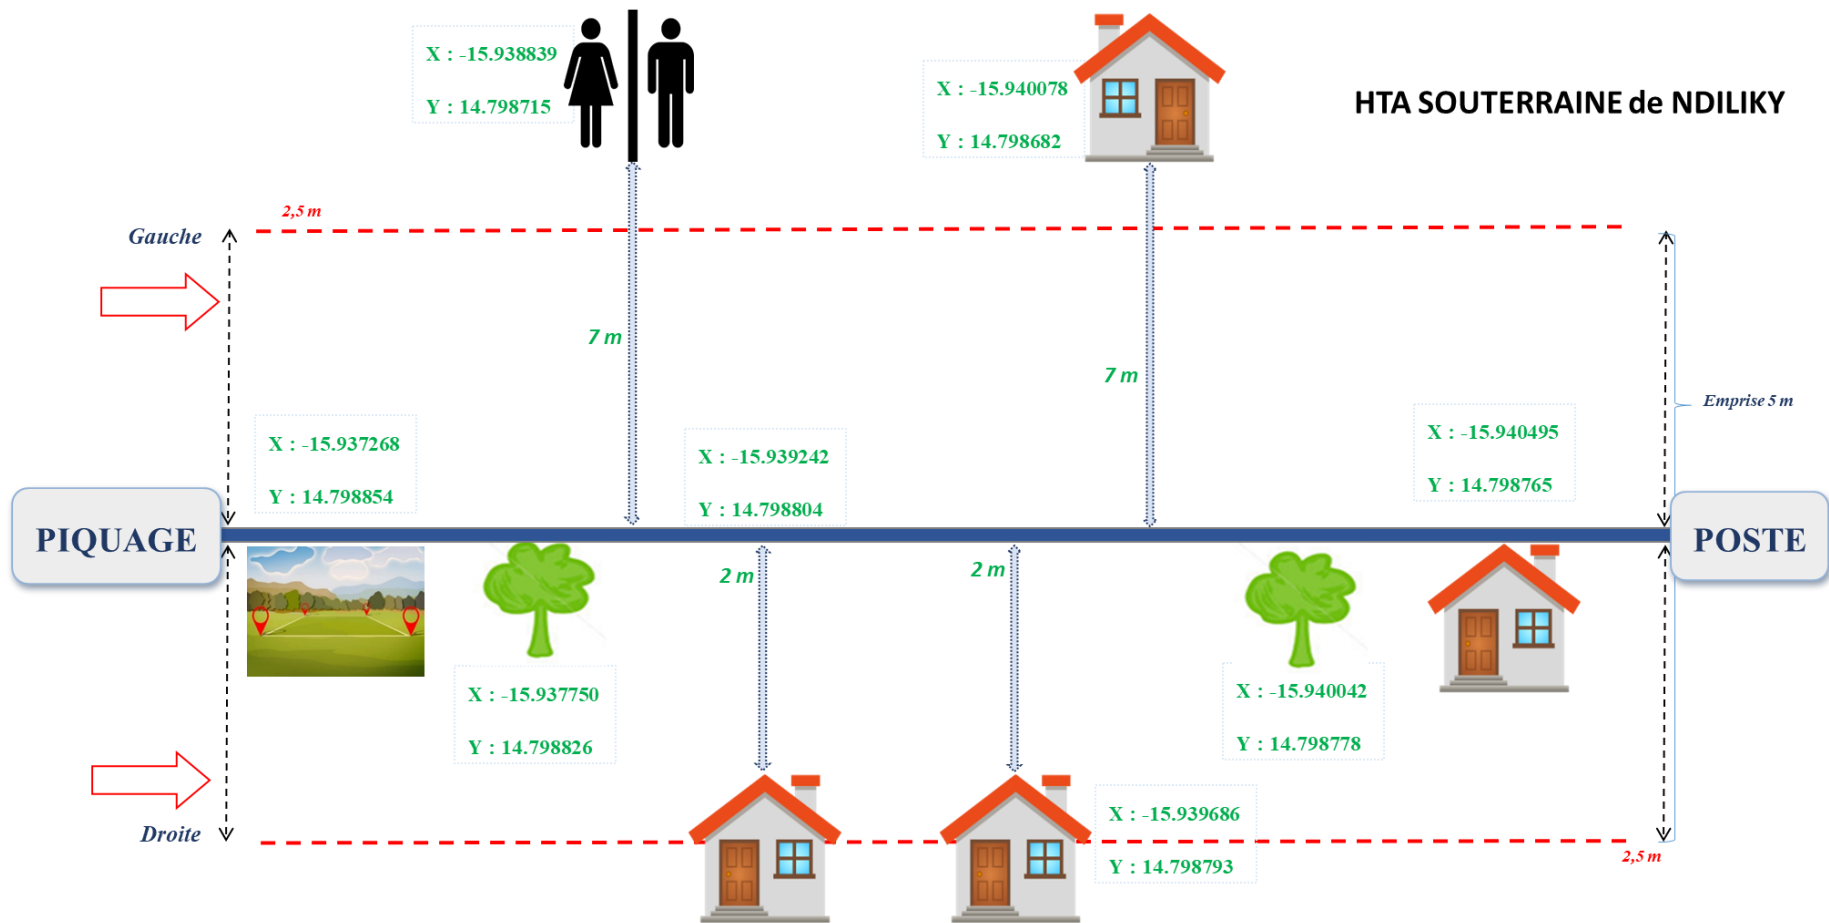 X : -15.938839
Y : 14.798715
X : -15.940078
Y : 14.798682
HTA SOUTERRAINE de NDILIKY
2,5 m
Gauche
7 m
7 m
Emprise 5 m
X : -15.937268
Y : 14.798854
X : -15.939242
Y : 14.798804
X : -15.940495
Y : 14.798765
PIQUAGE
POSTE
2 m
2 m
X : -15.937750
Y : 14.798826
X : -15.940042
Y : 14.798778
Droite
X : -15.939686
Y : 14.798793
2,5 m